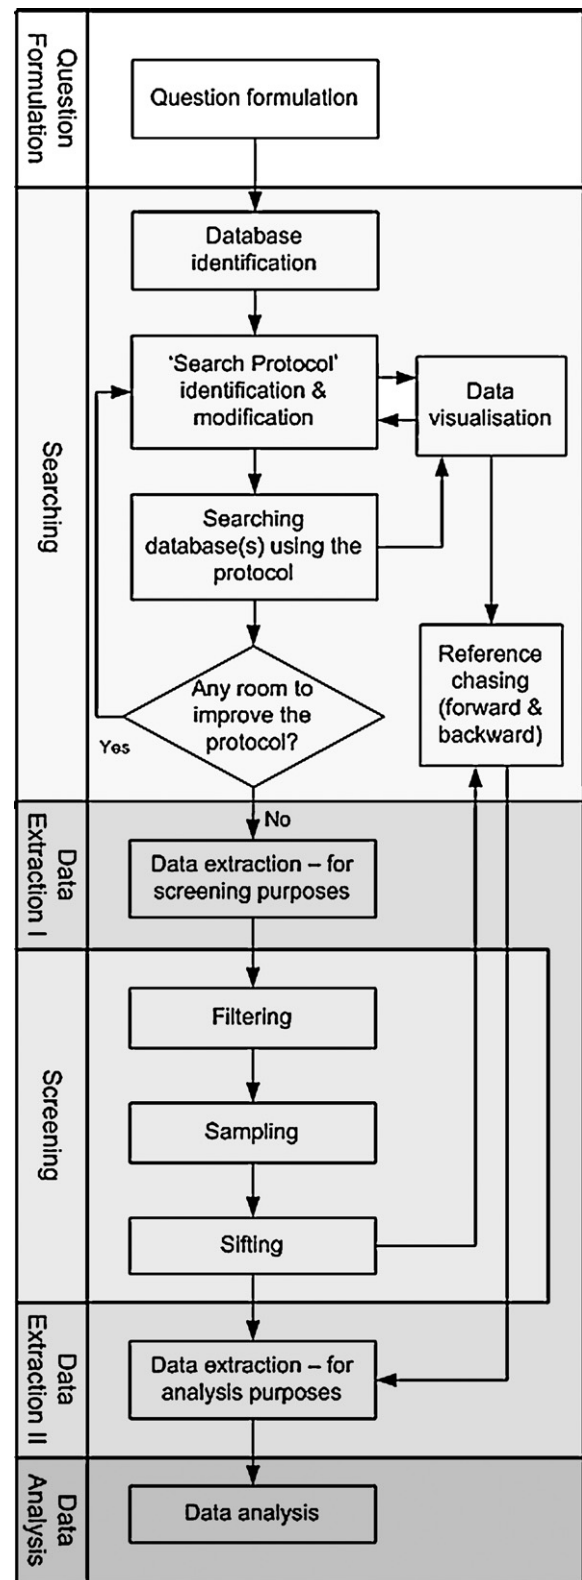 Question
Formulation
Question formulation
Searching
Database
identification
'Search Protocol'
identification &
modification
Data
visualisation
Searching
database(s) using the
protocol
Reference
chasing
(forward &
backward)
Any room to
improve the
protocol?
Yes
No
Data
Extraction I
Data extraction – for
screening purposes
Screening
Filtering
Sampling
Sifting
Data
Extraction II
Data extraction – for
analysis purposes
Data
Analysis
Data analysis